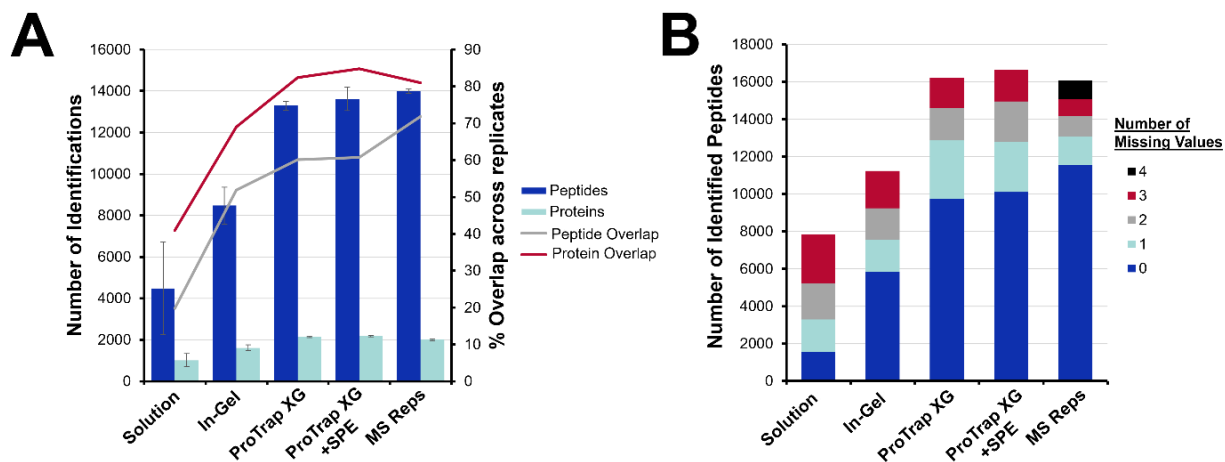 A
Number of Identifications
16000
14000
12000
10000
8000
6000
4000
2000
0
90
80
70
60
50
40
30
20
10
0
% Overlap across replicates
Solution
In-Gel
ProTrap XG
ProTrap XG
+SPE
MS Reps
Peptides
Proteins
Peptide Overlap
Protein Overlap
B
Number of Identified Peptides
18000
16000
14000
12000
10000
8000
6000
4000
2000
0
Solution
In-Gel
ProTrap XG
ProTrap XG
+SPE
MS Reps
Number of
Missing Values
4
3
2
1
0